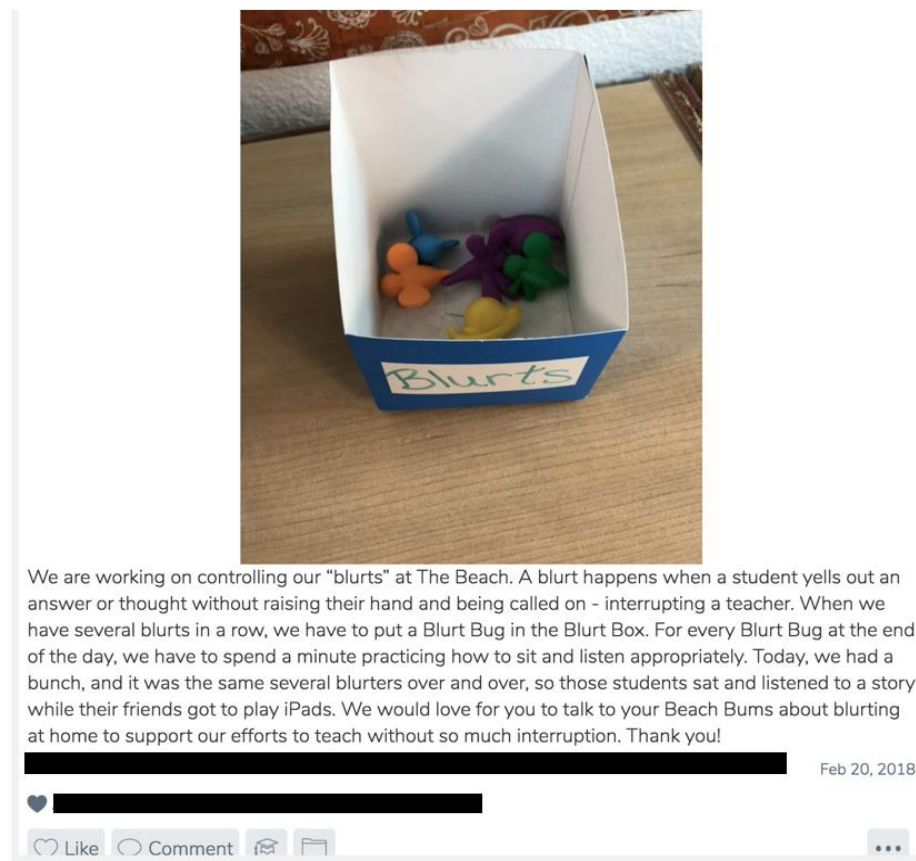 Blurts
We are working on controlling our “blurts” at The Beach. A blurt happens when a student yells out an
answer or thought without raising their hand and being called on - interrupting a teacher. When we
have several blurts in a row, we have to put a Blurt Bug in the Blurt Box. For every Blurt Bug at the end
of the day, we have to spend a minute practicing how to sit and listen appropriately. Today, we had a
bunch, and it was the same several blurters over and over, so those students sat and listened to a story
while their friends got to play iPads. We would love for you to talk to your Beach Bums about blurting
at home to support our efforts to teach without so much interruption. Thank you!
Feb 20, 2018
Like Comment